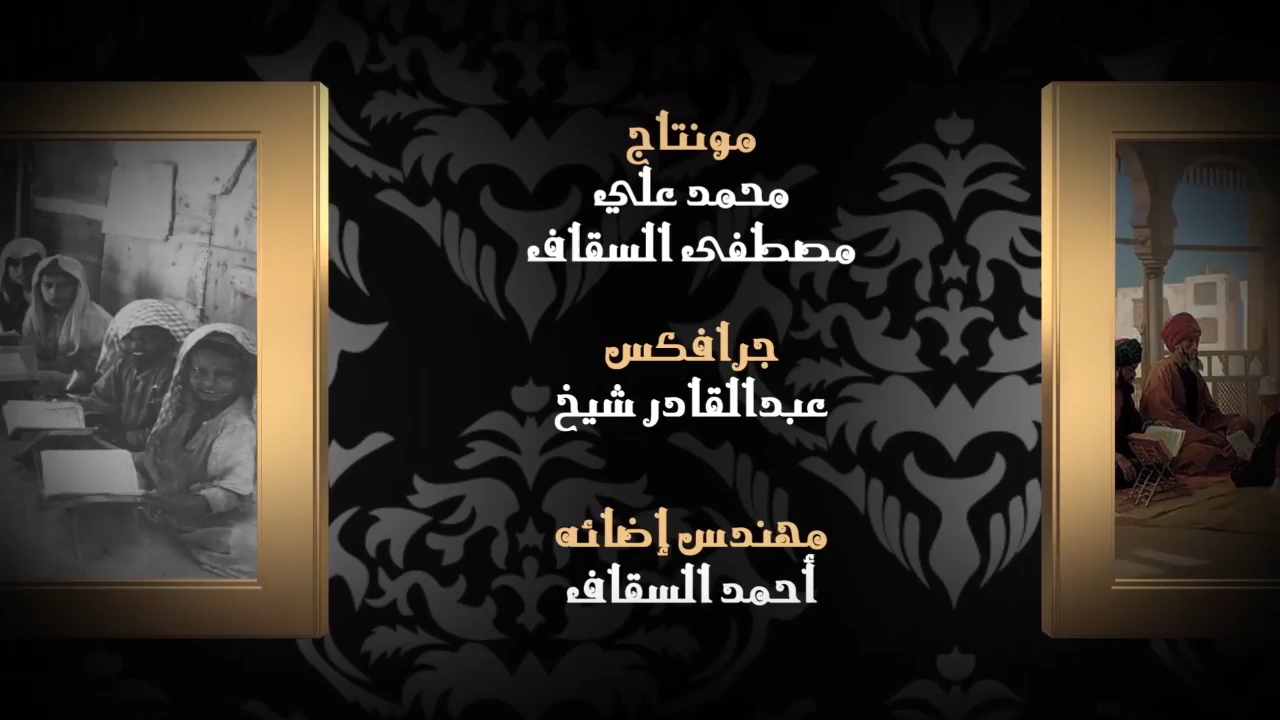 مونتاج
محمد علي
مصطفى السقاف
جرافكس
عبدالقادر شيخ
مهندس إضائه
أحمد السقاف